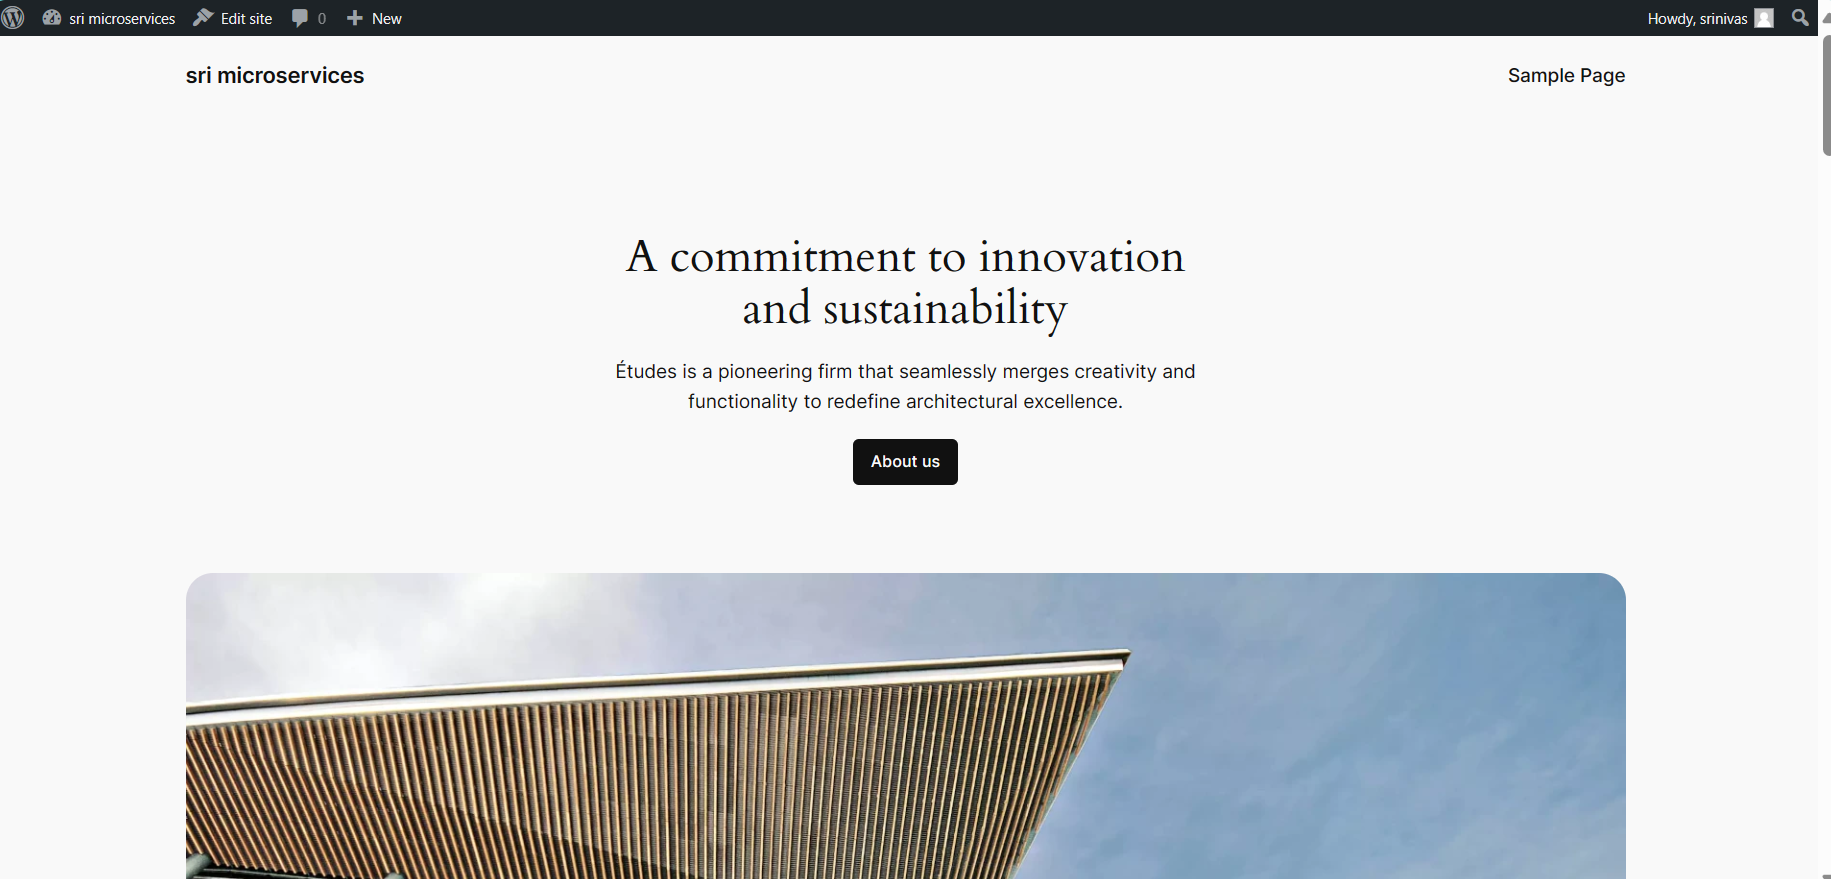 sri microservices Edit site 0 New Howdy, srinivas
sri microservices Sample Page
A commitment to innovation
and sustainability
Études is a pioneering firm that seamlessly merges creativity and
functionality to redefine architectural excellence.
About us